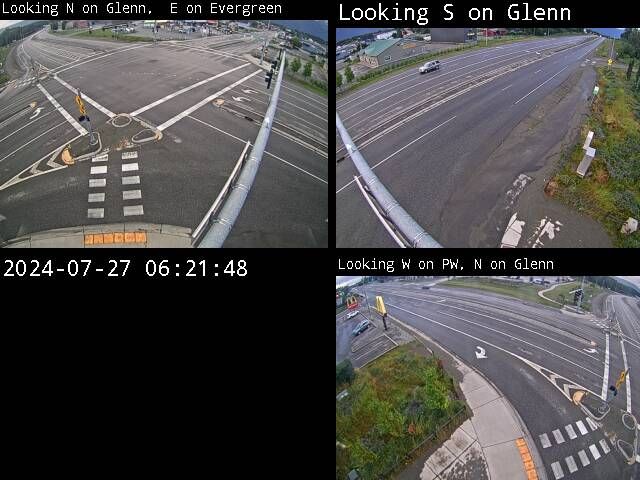 Looking N on Glenn,  E on Evergreen
Looking S on Glenn
2024-07-27 06:21:48
Looking W on PW, N on Glenn